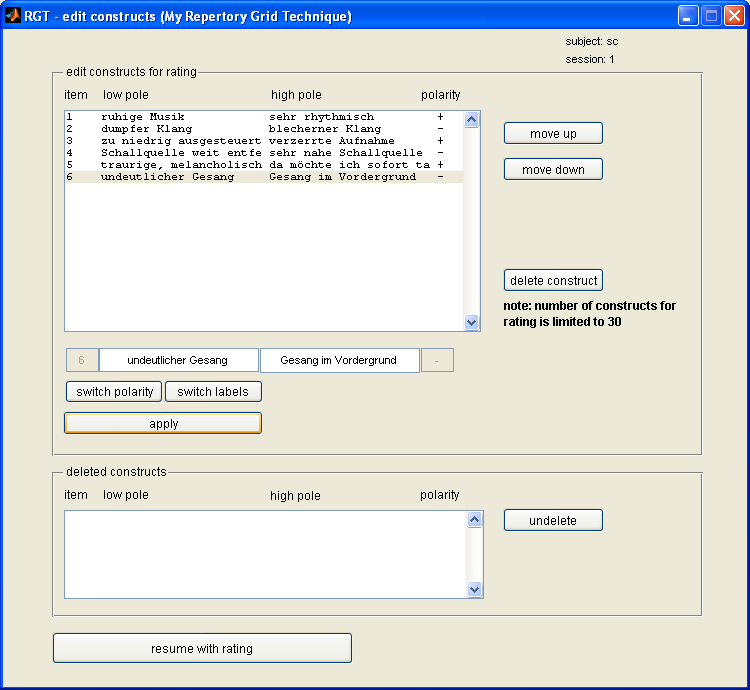 RGT - edit constructs (My Repertory Grid Technique)
subject: sc
session: 1
edit constructs for rating
item low pole high pole polarity
1 ruhige Musik sehr rhythmisch +
2 dumpfer Klang blecherner Klang -
3 zu niedrig ausgesteuert verzerrte Aufnahme +
4 Schallquelle weit entfe sehr nahe Schallquelle -
5 traurige, melancholisch da möchte ich sofort ta +
6 undeutlicher Gesang Gesang im Vordergrund -
move up
move down
delete construct
note: number of constructs for
rating is limited to 30
6 undeutlicher Gesang Gesang im Vordergrund -
switch polarity switch labels
apply
deleted constructs
item low pole high pole polarity
undelete
resume with rating